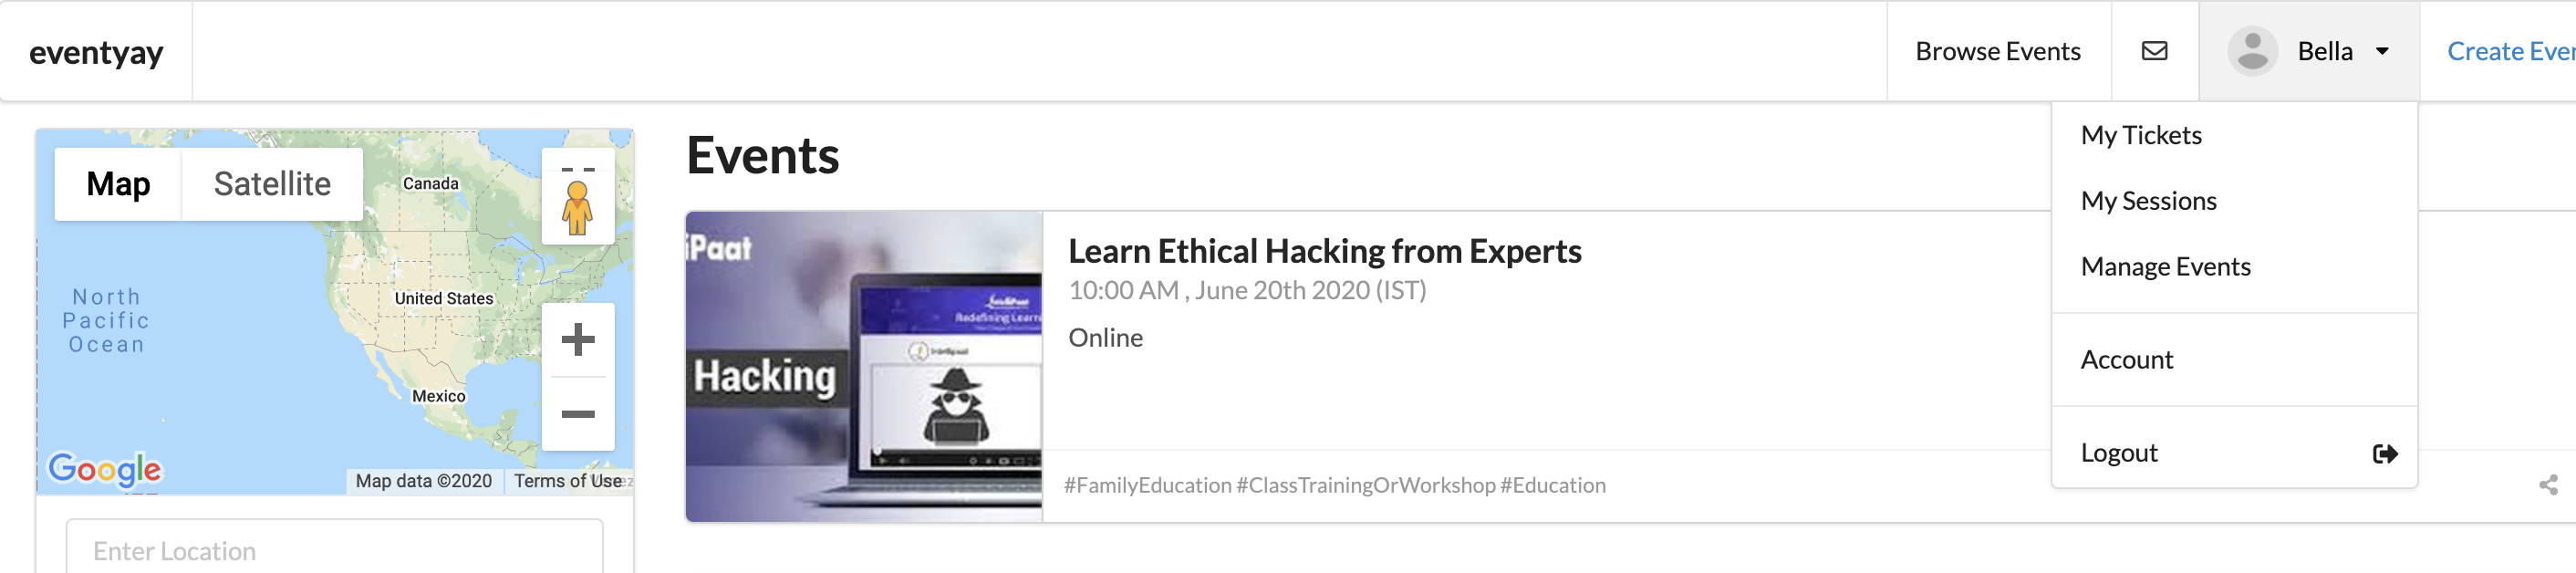 eventyay
Browse Events
Bella
My Tickets
My Sessions
Manage Events
Account
Logout
Map
Satellite
Canada
United States
Mexico
North
Pacific
Ocean
Google
Map data ©2020
Terms of Use
Enter Location
Events
iPaat
Hacking
Learn Ethical Hacking from Experts
10:00 AM , June 20th 2020 (IST)
Online
#FamilyEducation #ClassTrainingOrWorkshop #Education
Create